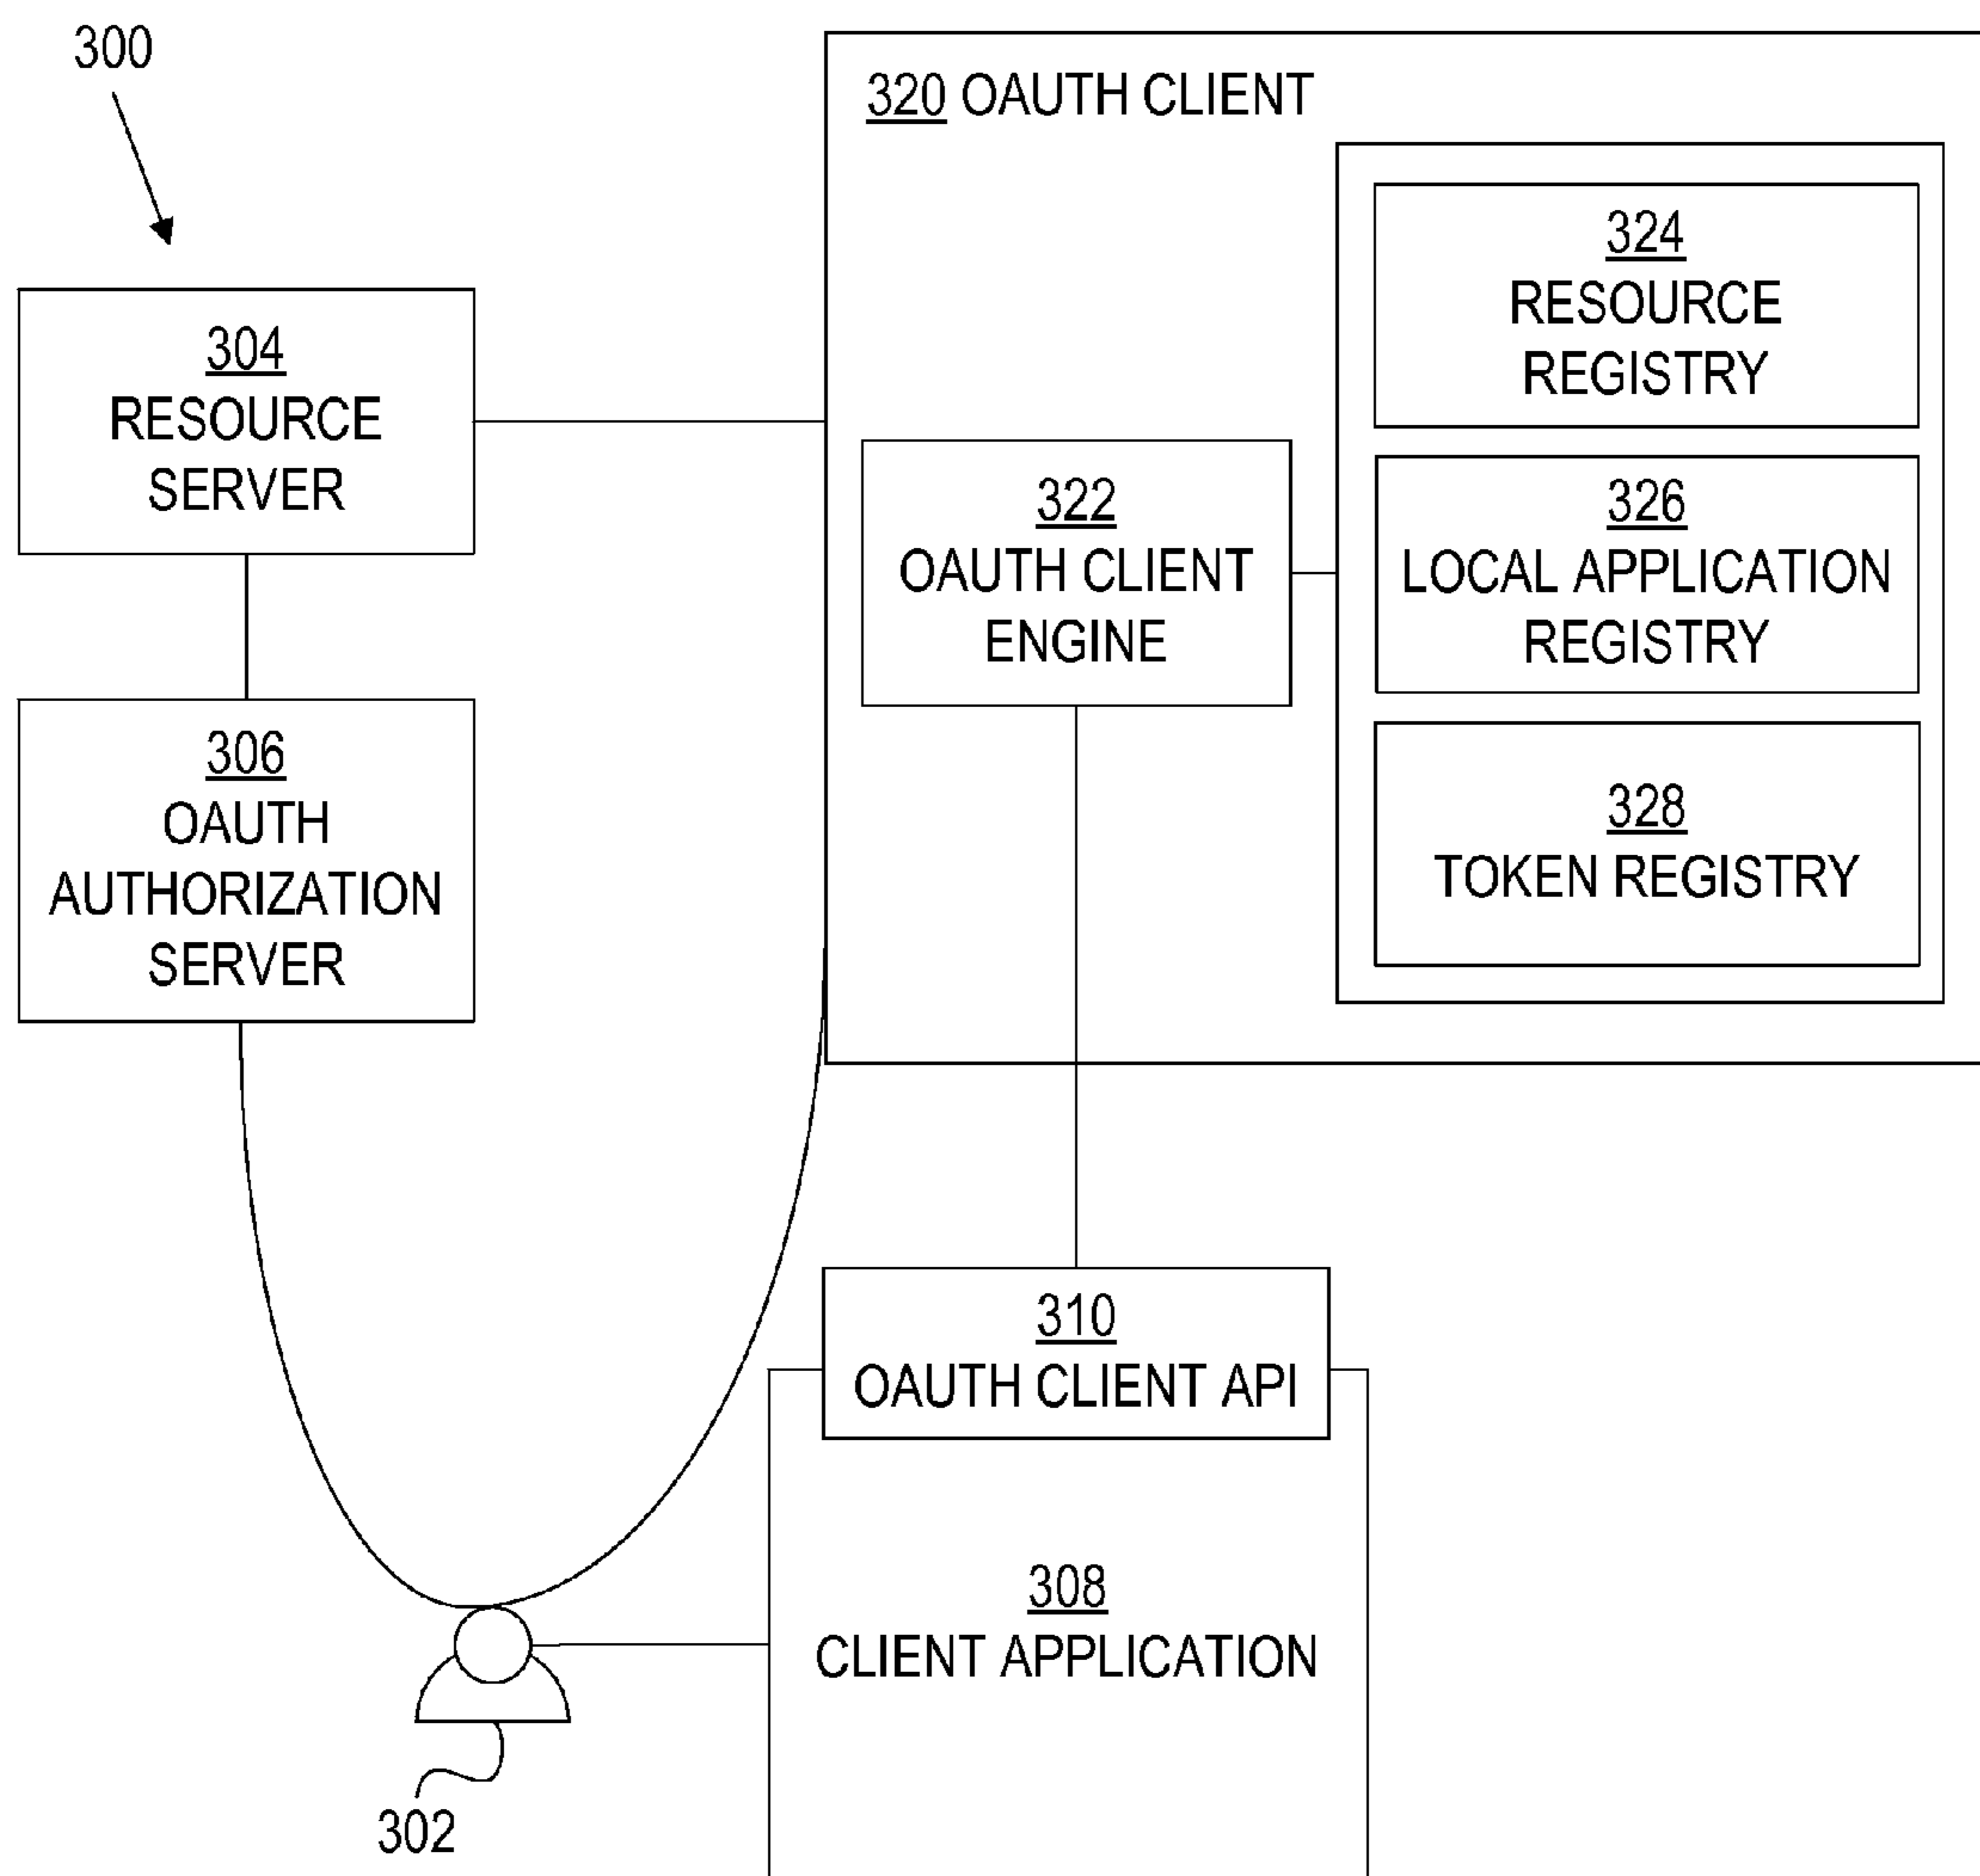 300
320 OAUTH CLIENT
324
RESOURCE
REGISTRY
304
RESOURCE
SERVER
322
OAUTH CLIENT
ENGINE
326
LOCAL APPLICATION
REGISTRY
306
OAUTH
AUTHORIZATION
SERVER
328
TOKEN REGISTRY
310
OAUTH CLIENT API
308
CLIENT APPLICATION
302